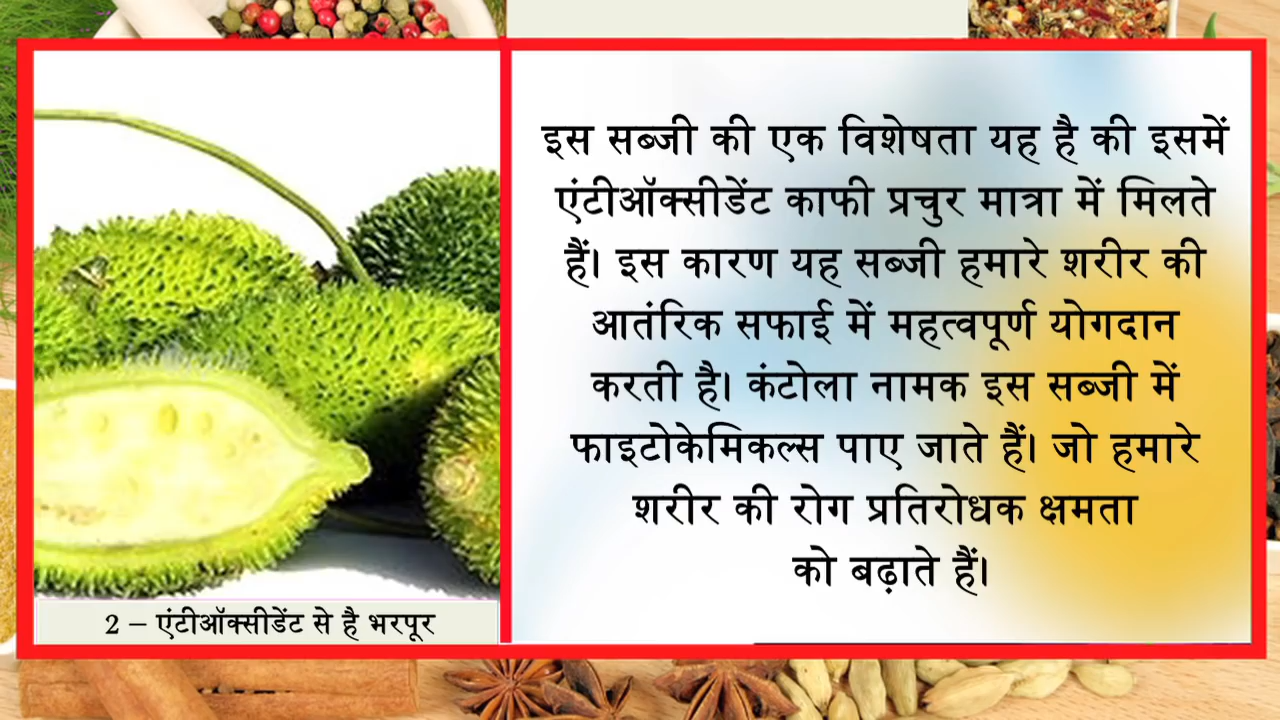 इस सब्जी की एक विशेषता यह है की इसमें
एंटीऑक्सीडेंट काफी प्रचुर मात्रा में मिलते
हैं। इस कारण यह सब्जी हमारे शरीर की
आतंरिक सफाई में महत्वपूर्ण योगदान
करती है। कंटोला नामक इस सब्जी में
फाइटोकेमिकल्स पाए जाते हैं। जो हमारे
शरीर की रोग प्रतिरोधक क्षमता
को बढ़ाते हैं।
2 – एंटीऑक्सीडेंट से है भरपूर